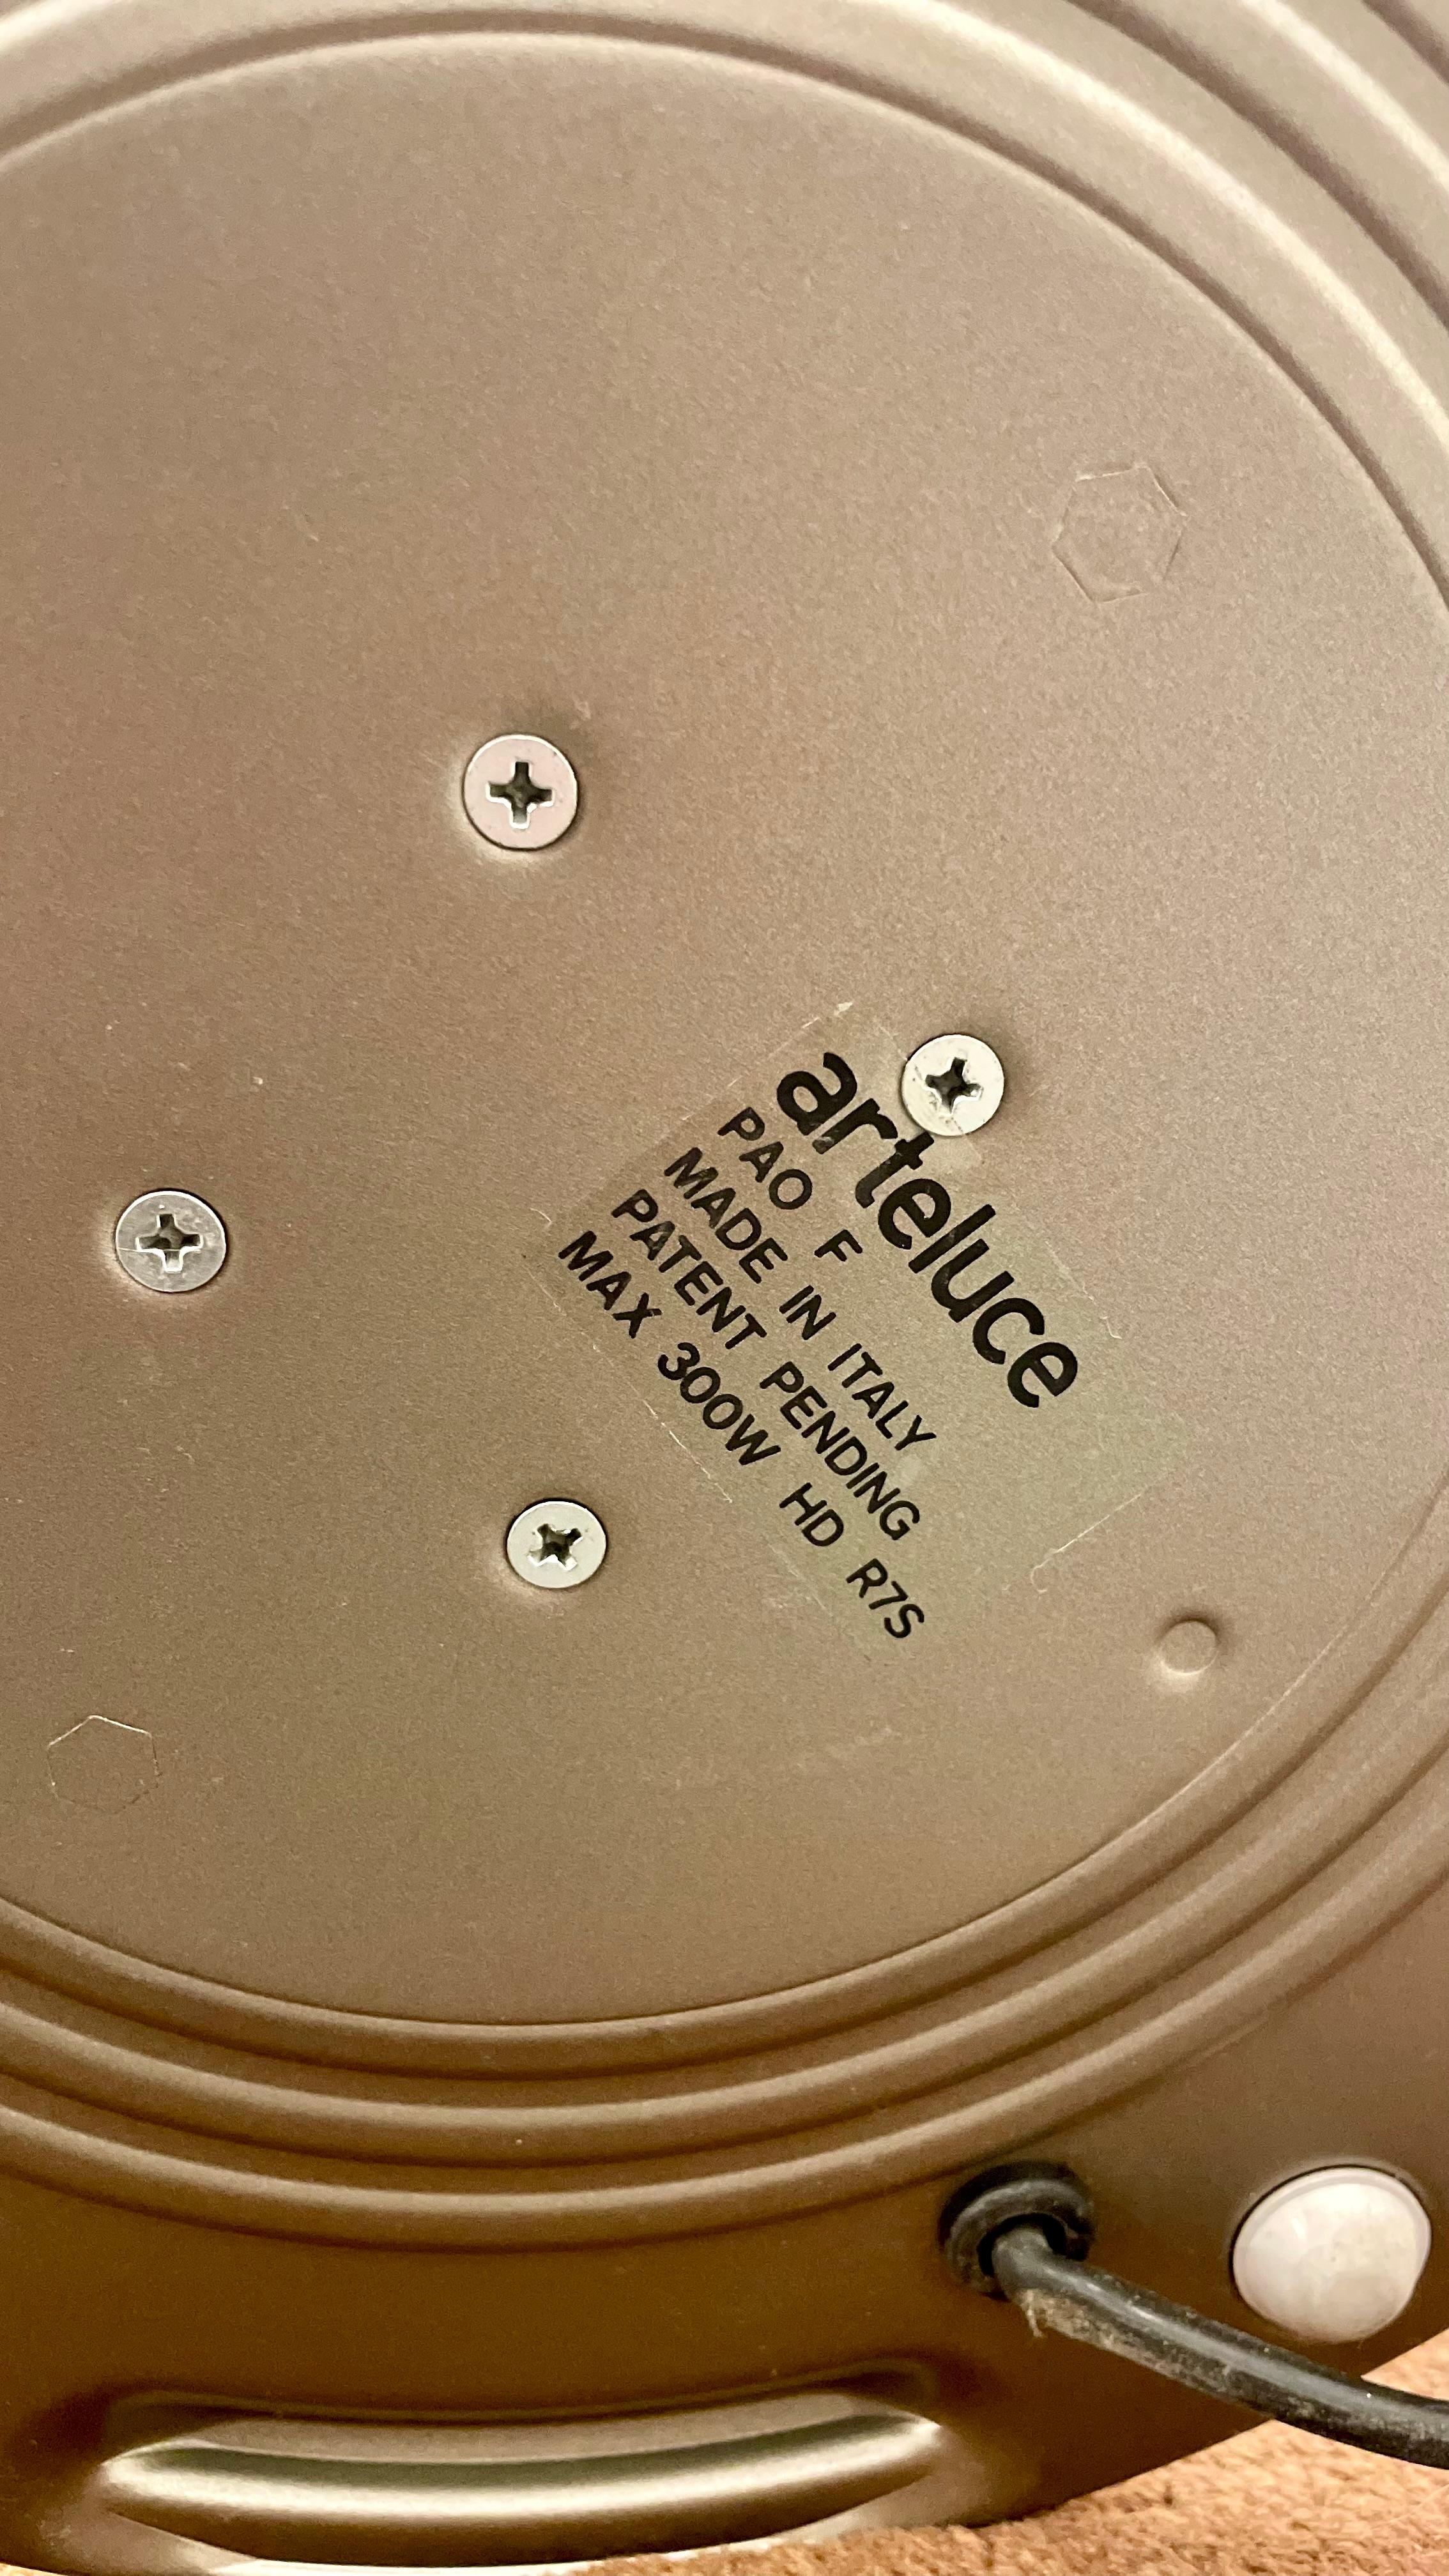 arteluce
PAO F
MADE IN ITALY
PATENT PENDING
MAX 300W HD R7S